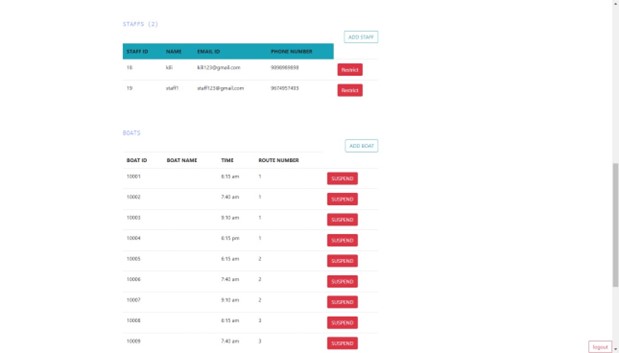 STAFFS (2)
ADD STAFF
STAFF ID NAME EMAIL ID PHONE NUMBER
18 kili kili123@gmail.com Restrict
19 staff1 staff123@gmail.com 9674957493 Restrict
BOATS
ADD BOAT
BOAT ID BOAT NAME TIME ROUTE NUMBER
10001 6:15 am 1 SUSPEND
10002 7:40 am 1 SUSPEND
10003 9:10 am 1 SUSPEND
10004 6:15 pm 1 SUSPEND
10005 6:15 am 2 SUSPEND
10006 7:40 am 2 SUSPEND
10007 9:10 am 2 SUSPEND
10008 6:15 am 3 SUSPEND
10009 7:40 am 3 SUSPEND
logout